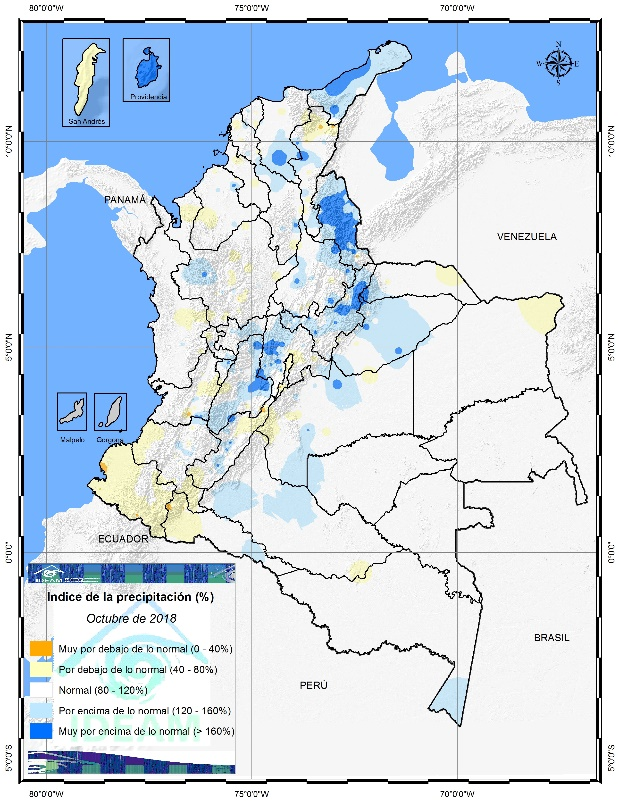 80°0'0"W 75°0'0"W 70°0'0"W
N
W E
S
San Andrés
Providencia
10°0'0"N 10°0'0"N
PANAMÁ
VENEZUELA
5°0'0"N 5°0'0"N
Malpelo Gorgona
ECUADOR
0°0'0" 0°0'0"
IDEAM
Indice de la precipitación (%)
Octubre de 2018
Muy por debajo de lo normal (0 - 40%)
Por debajo de lo normal (40 - 80%)
Normal (80 - 120%)
Por encima de lo normal (120 - 160%)
Muy por encima de lo normal (> 160%)
IDEAM
BRASIL
PERÚ
5°0'0"S 5°0'0"S
80°0'0"W 75°0'0"W 70°0'0"W